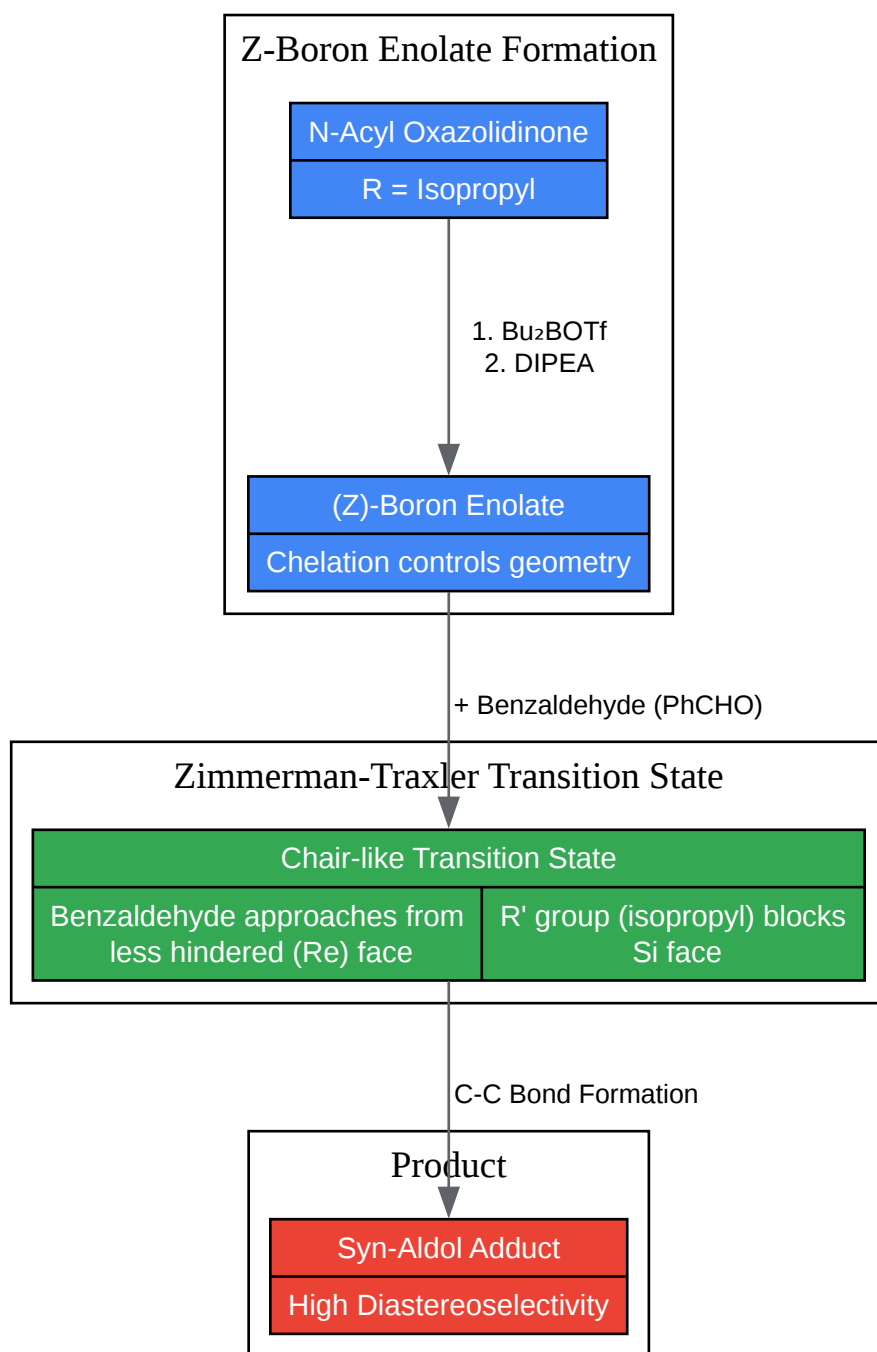 Z-Boron Enolate Formation
N-Acyl Oxazolidinone
R = Isopropyl
1. Bu₂BOTf
2. DIPEA
(Z)-Boron Enolate
Chelation controls geometry
+ Benzaldehyde (PhCHO)
Zimmerman-Traxler Transition State
Chair-like Transition State
Benzaldehyde approaches from
less hindered (Re) face
R' group (isopropyl) blocks
Si face
C-C Bond Formation
Product
Syn-Aldol Adduct
High Diastereoselectivity